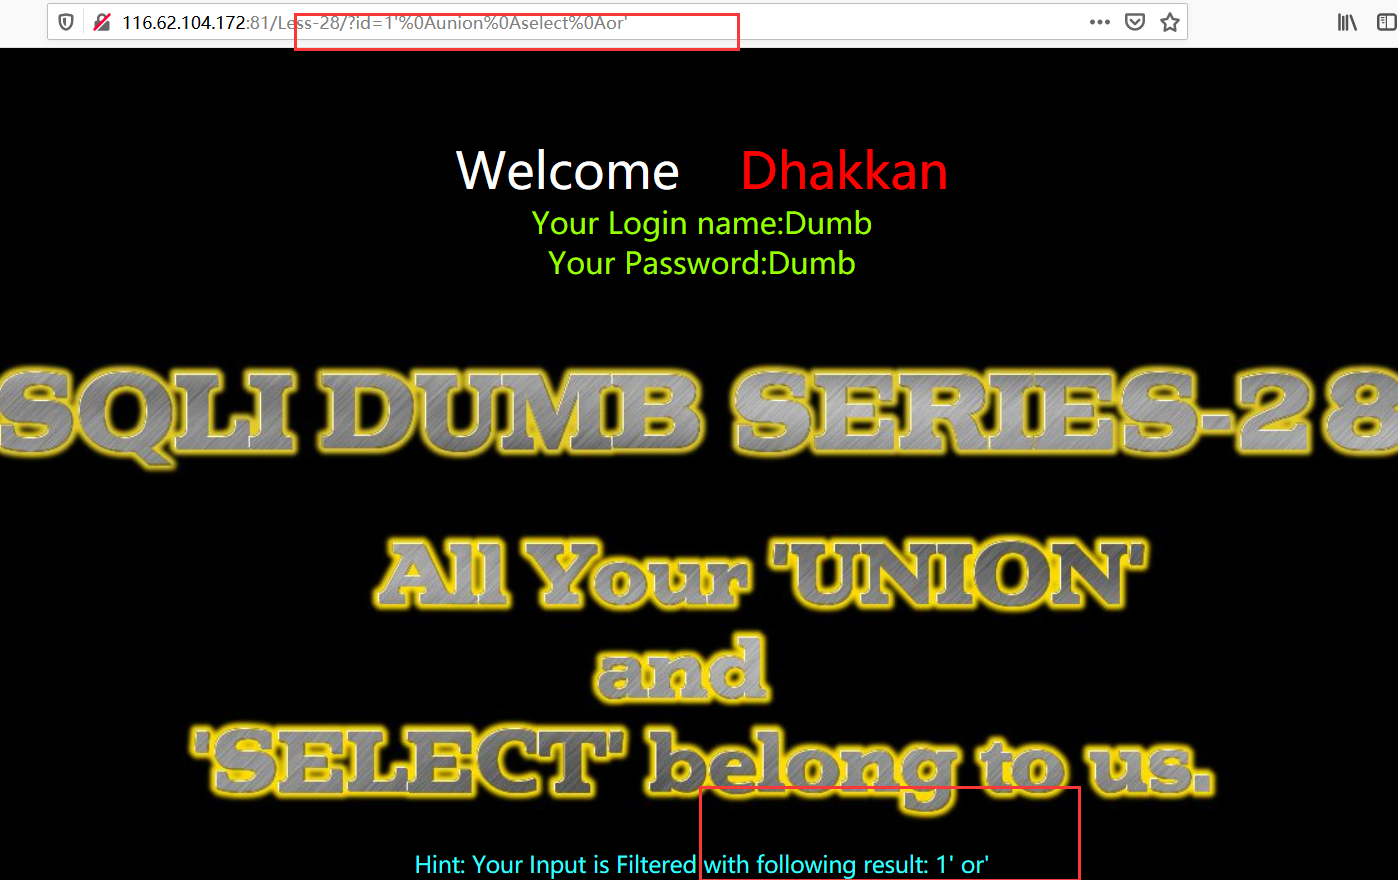 116.62.104.172:81/Less-28/?id=1'%0Aunion%0Aselect%0Aor'
Welcome Dhakkan
Your Login name:Dumb
Your Password:Dumb
SQLI DUMB SERIES-28
All Your 'UNION'
and
'SELECT' belong to us.
Hint: Your Input is Filtered with following result: 1' or'